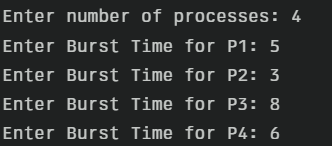 Enter number of processes: 4
Enter Burst Time for P1: 5
Enter Burst Time for P2: 3
Enter Burst Time for P3: 8
Enter Burst Time for P4: 6